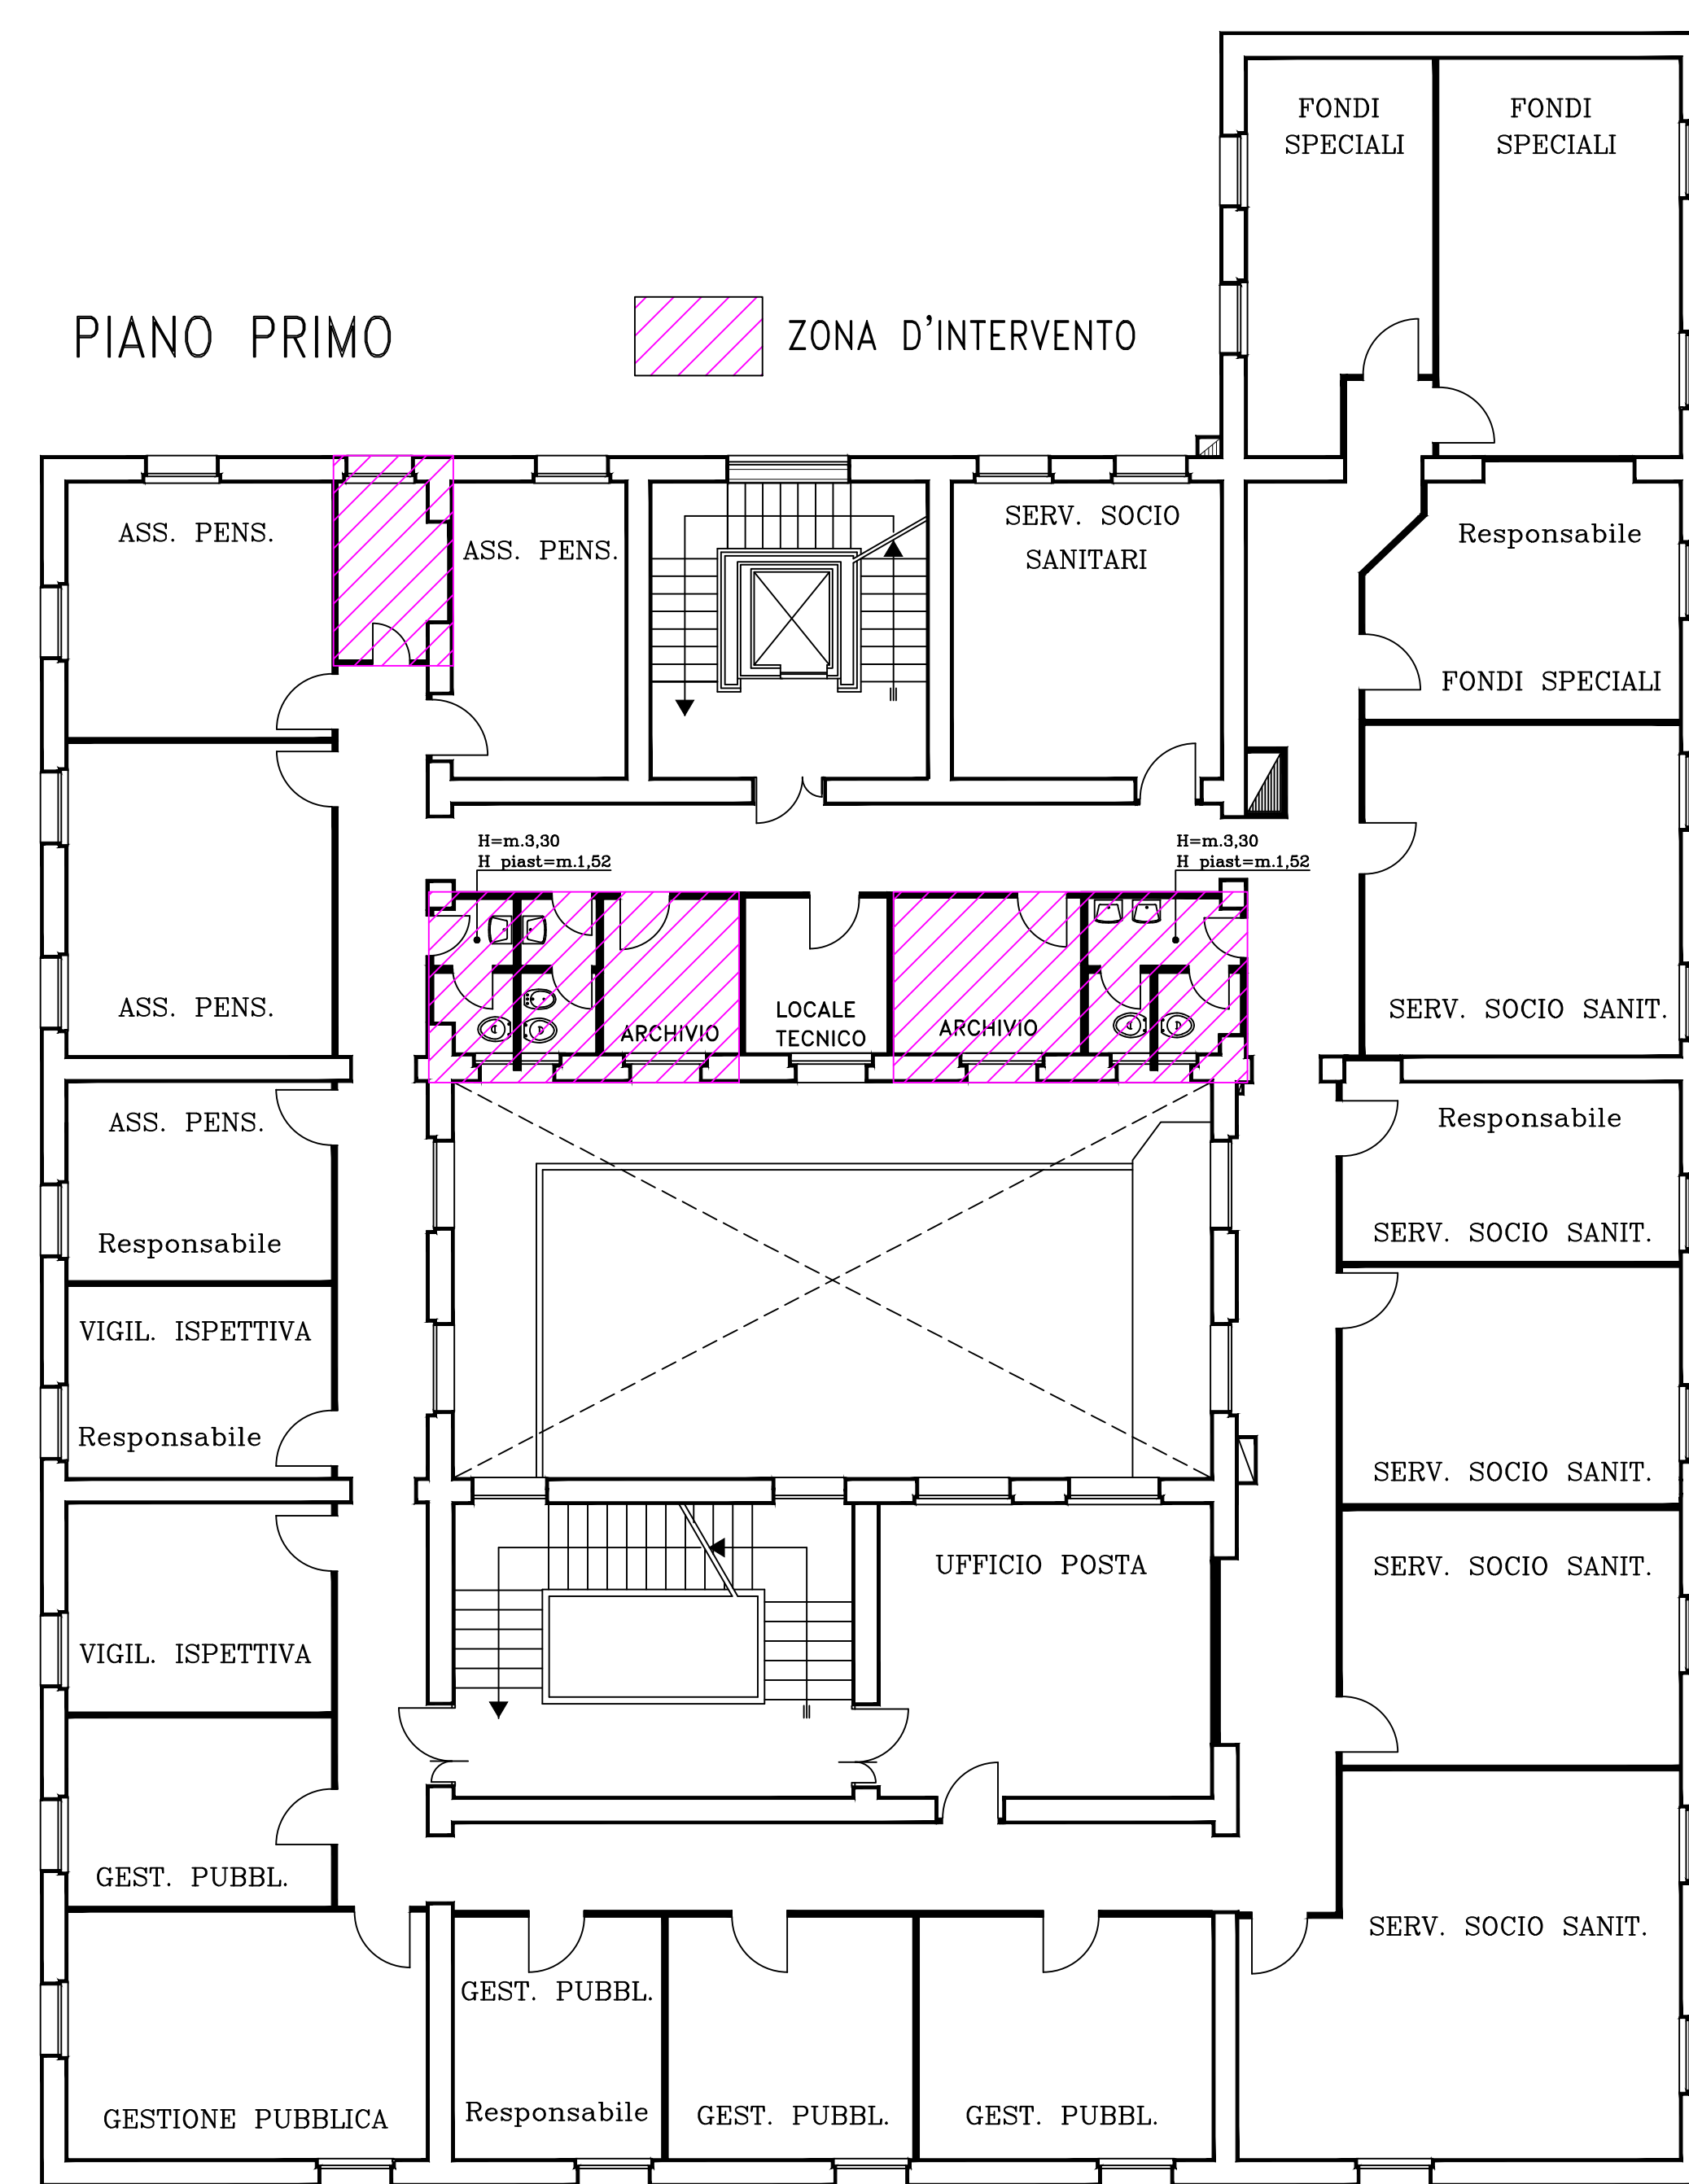 FONDI
SPECIALI
FONDI
SPECIALI
PIANO PRIMO
ZONA D'INTERVENTO
ASS. PENS.
ASS. PENS.
SERV. SOCIO
SANITARI
Responsabile
FONDI SPECIALI
H=m.3,30
H piast=m.1,52
H=m.3,30
H piast=m.1,52
ASS. PENS.
ARCHIVIO
LOCALE
TECNICO
ARCHIVIO
SERV. SOCIO SANIT.
ASS. PENS.
Responsabile
Responsabile
SERV. SOCIO SANIT.
VIGIL. ISPETTIVA
Responsabile
SERV. SOCIO SANIT.
UFFICIO POSTA
SERV. SOCIO SANIT.
VIGIL. ISPETTIVA
GEST. PUBBL.
SERV. SOCIO SANIT.
GEST. PUBBL.
Responsabile
GESTIONE PUBBLICA
GEST. PUBBL.
GEST. PUBBL.